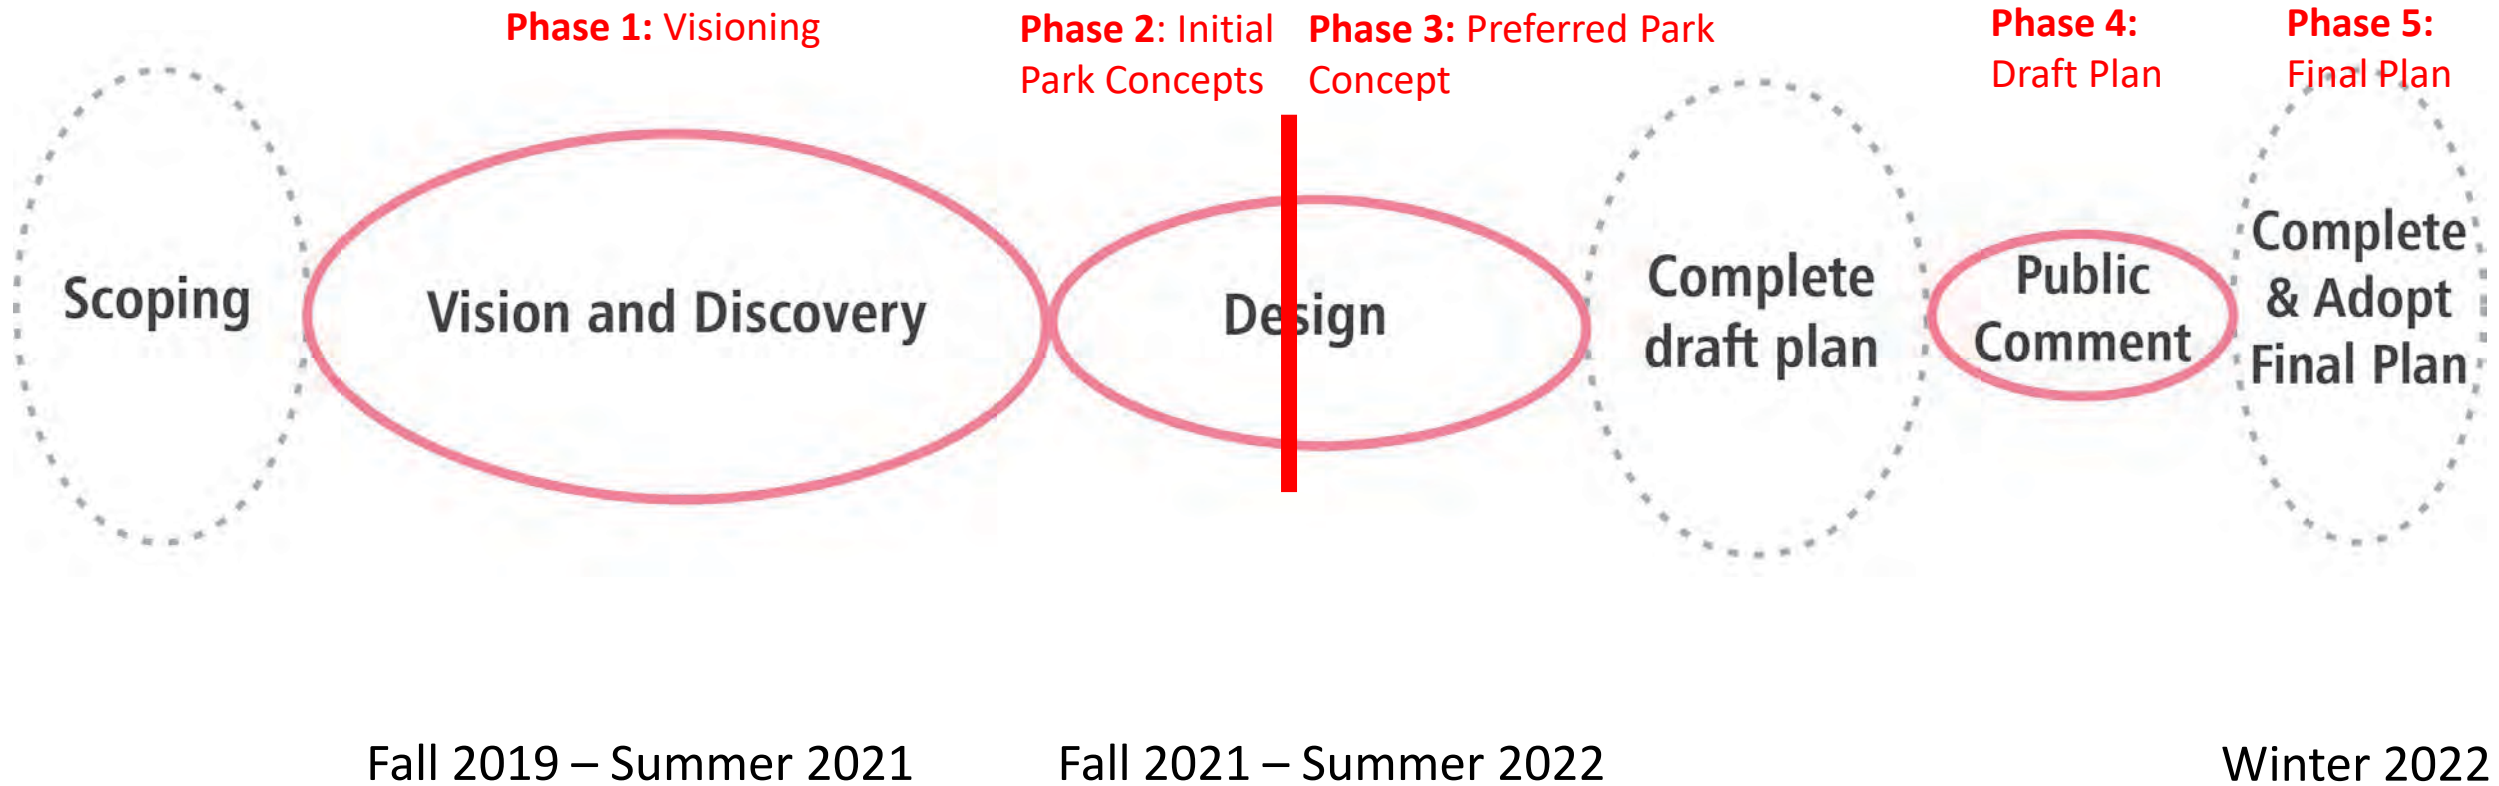 Phase 1: Visioning
Phase 2: Initial
Park Concepts
Phase 3: Preferred Park
Concept
Phase 4:
Draft Plan
Phase 5:
Final Plan
Scoping
Vision and Discovery
Design
Complete
draft plan
Public
Comment
Complete
& Adopt
Final Plan
Fall 2019 – Summer 2021
Fall 2021 – Summer 2022
Winter 2022